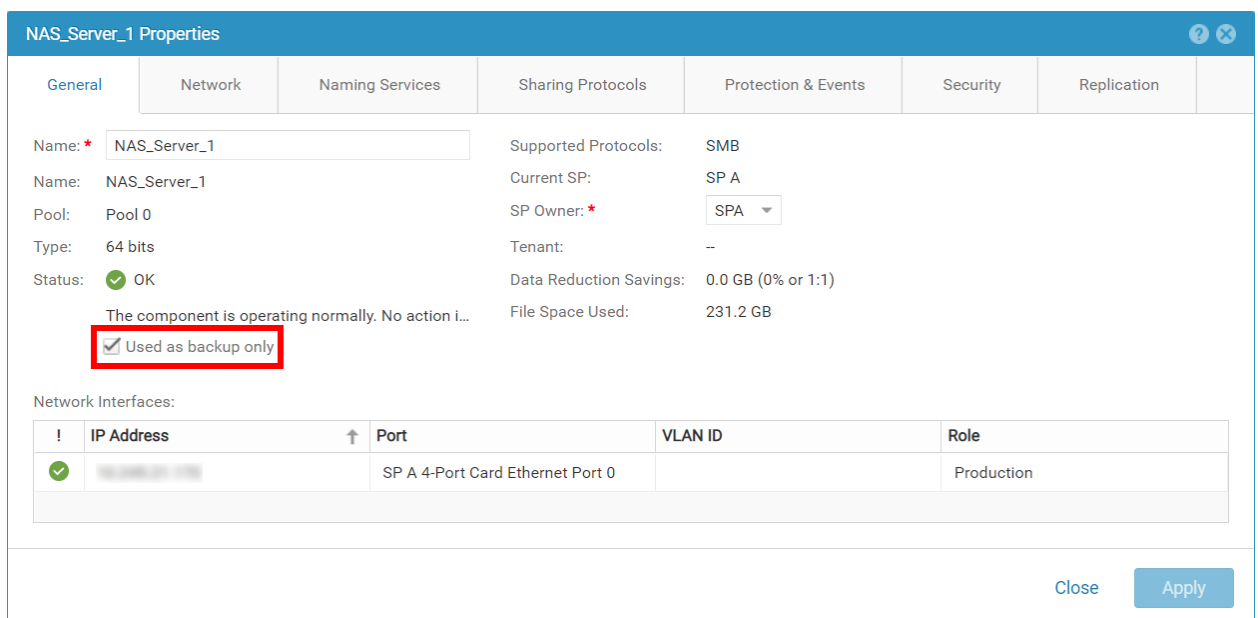 NAS_Server_1 Properties
General Network Naming Services Sharing Protocols Protection & Events Security Replication
Name: * NAS_Server_1 Supported Protocols: SMB
Name: NAS_Server_1 Current SP: SP A
Pool: Pool 0 SP Owner: * SPA
Type: 64 bits Tenant: --
Status: OK Data Reduction Savings: 0.0 GB (0% or 1:1)
The component is operating normally. No action i... File Space Used: 231.2 GB
Used as backup only
Network Interfaces:
! IP Address Port VLAN ID Role
SP A 4-Port Card Ethernet Port 0 Production
Close Apply